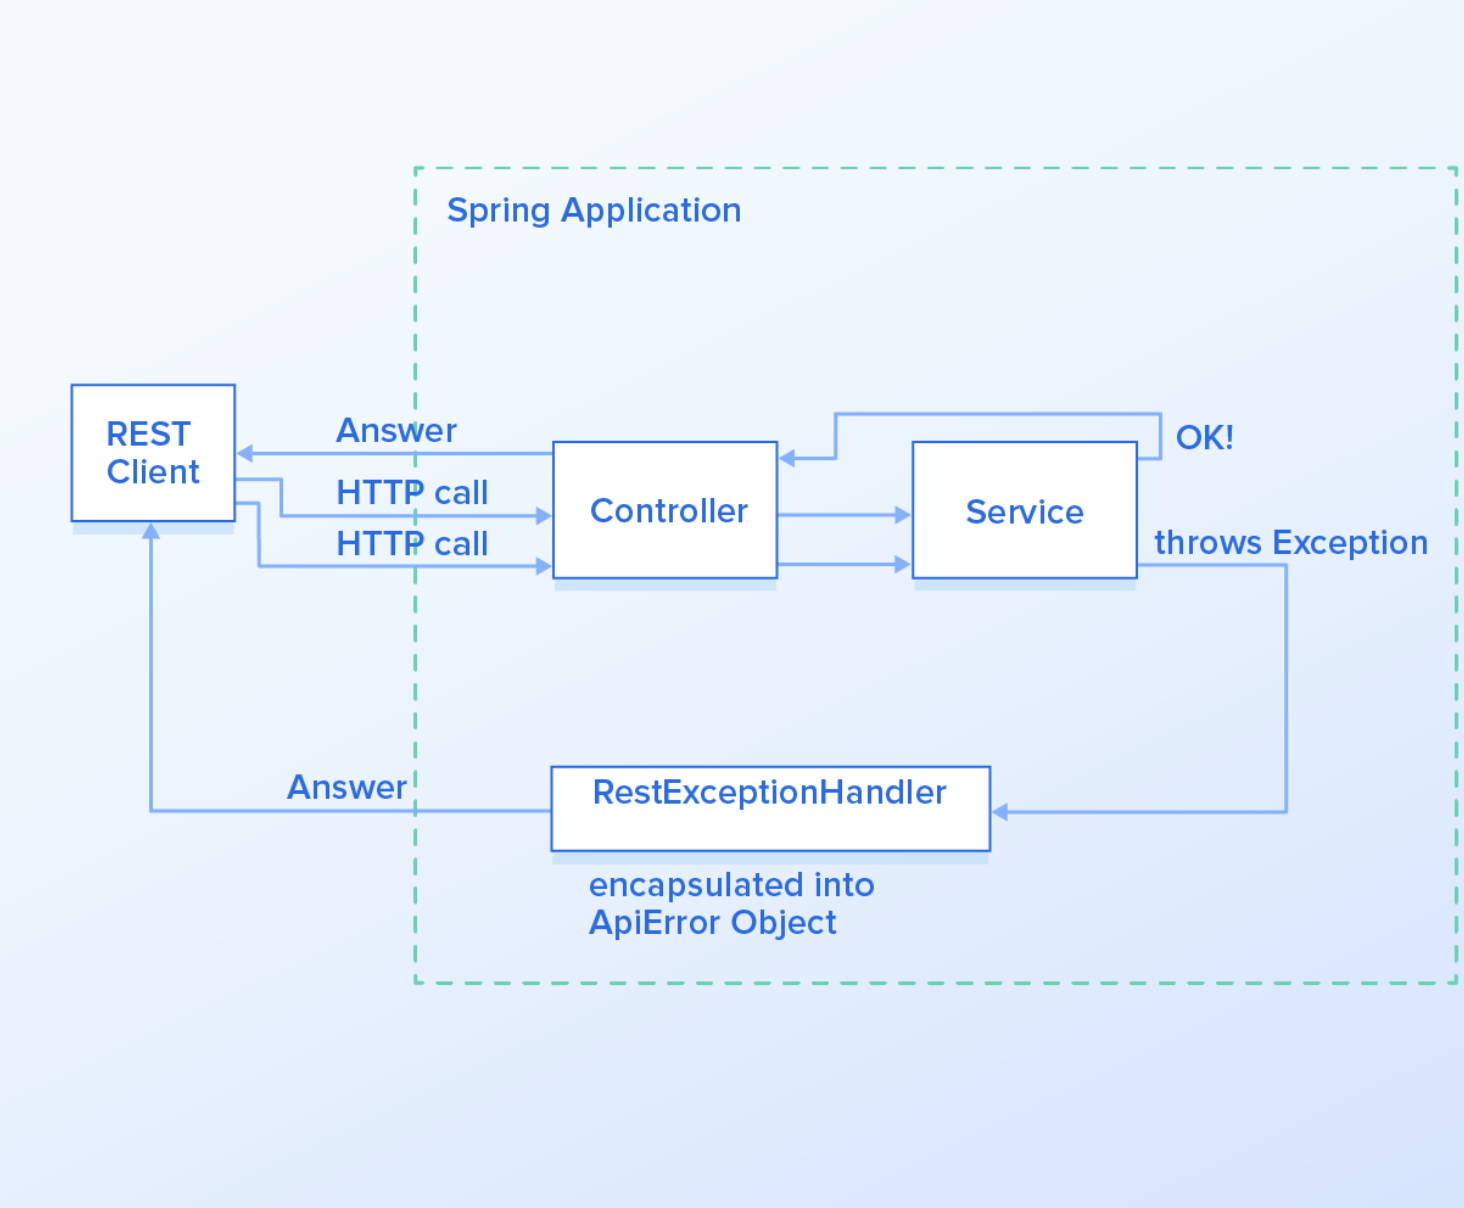 Spring Application
REST
Client
Answer
HTTP call
HTTP call
Controller
Service
OK!
throws Exception
Answer
RestExceptionHandler
encapsulated into
ApiError Object